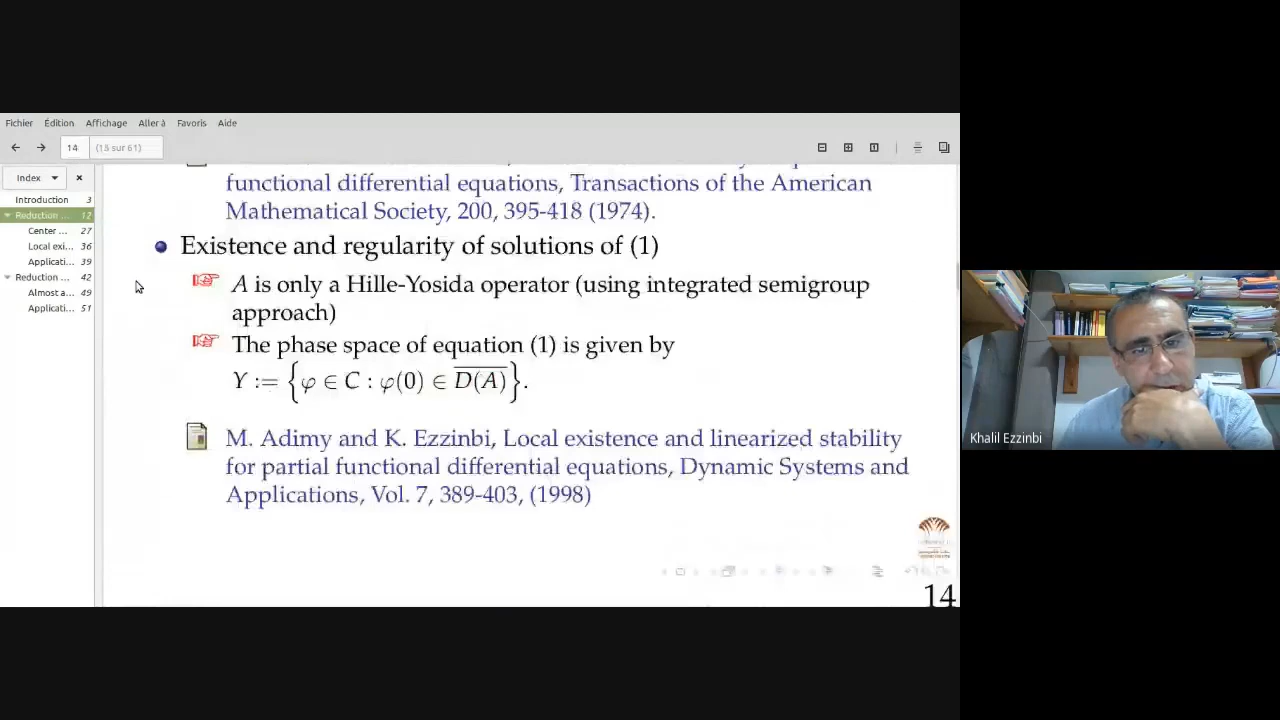 Fichier Édition Affichage Aller à Favoris Aide
14 (15 sur 61)
Index
Introduction 3
Reduction ... 12
Center ... 27
Local exi... 36
Applicati... 39
Reduction ... 42
Almost a... 49
Applicati... 51
functional differential equations, Transactions of the American
Mathematical Society, 200, 395-418 (1974).
Existence and regularity of solutions of (1)
A is only a Hille-Yosida operator (using integrated semigroup
approach)
The phase space of equation (1) is given by
Y := {φ ∈ C : φ(0) ∈ \overline{D(A)}}.
M. Adimy and K. Ezzinbi, Local existence and linearized stability
for partial functional differential equations, Dynamic Systems and
Applications, Vol. 7, 389-403, (1998)
14
Khalil Ezzinbi